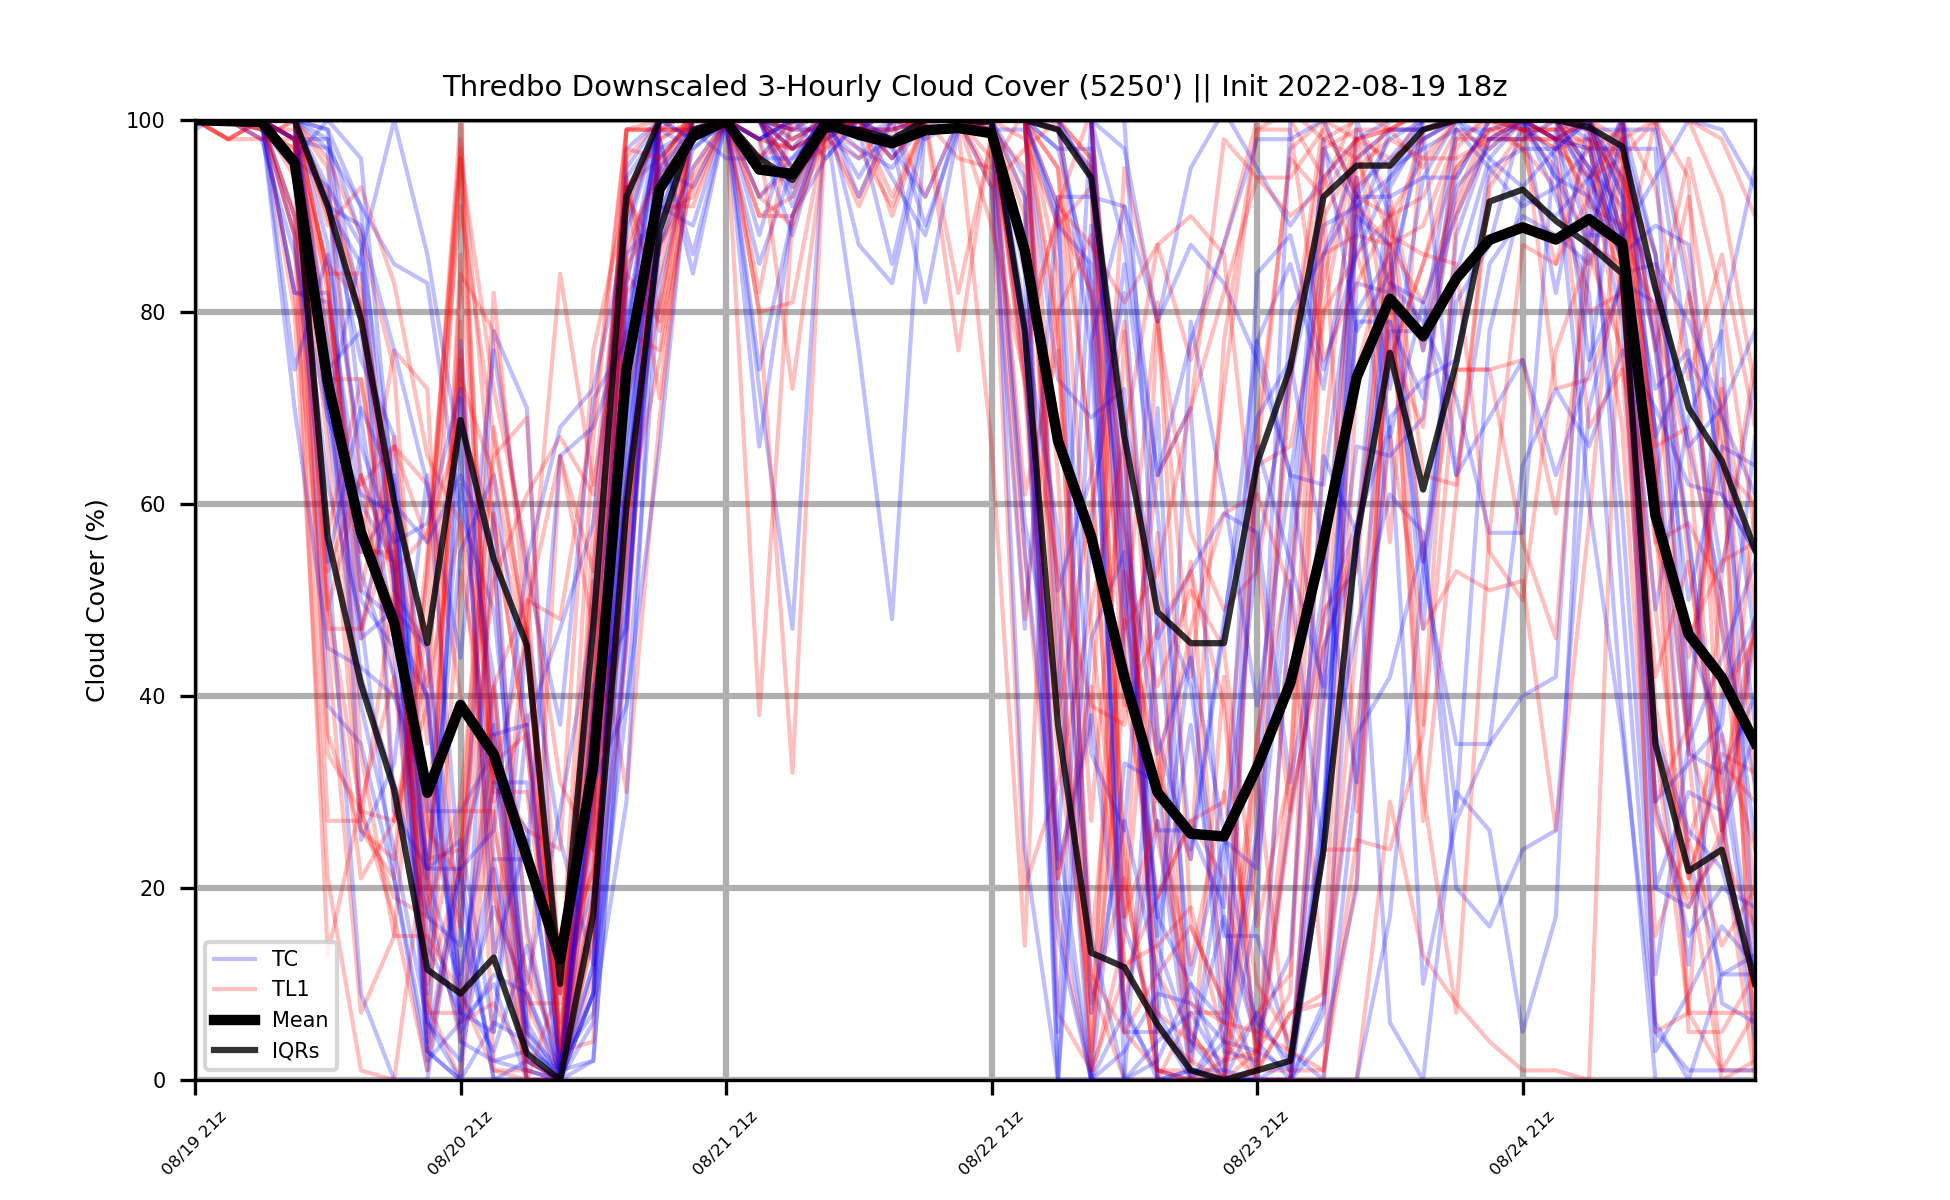 Thredbo Downscaled 3-Hourly Cloud Cover (5250') || Init 2022-08-19 18z
Cloud Cover (%)
100
80
60
40
20
0
TC
TL1
Mean
IQRs
08/19 21z
08/20 21z
08/21 21z
08/22 21z
08/23 21z
08/24 21z